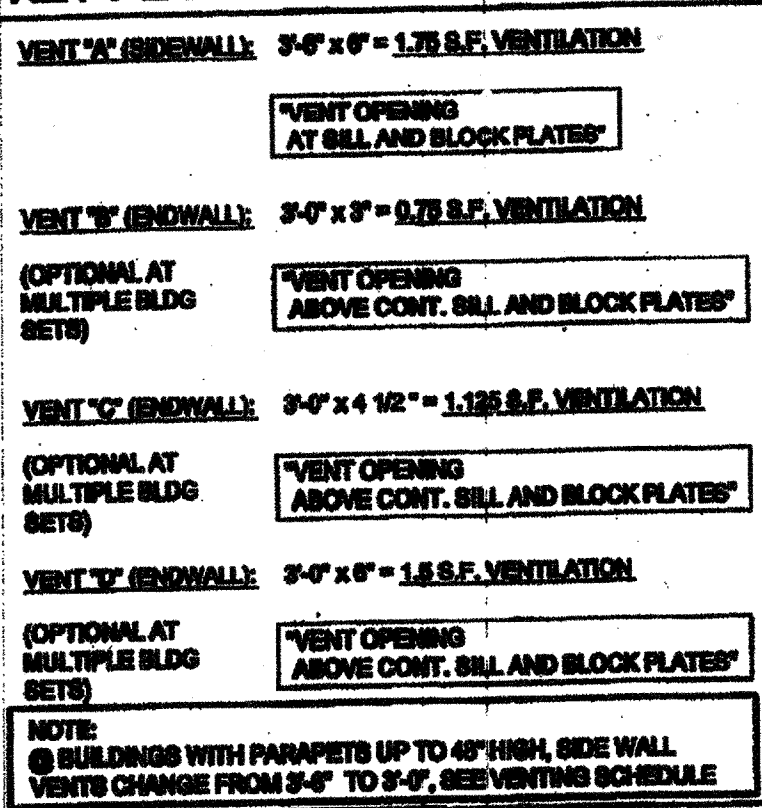 VENT "A" (SIDEWALL): 3'-6" x 6" = 1.75 S.F. VENTILATION
"VENT OPENING
AT SILL AND BLOCK PLATES"
VENT "B" (ENDWALL): 3'-0" x 3" = 0.75 S.F. VENTILATION
(OPTIONAL AT
MULTIPLE BLDG
SETS)
"VENT OPENING
ABOVE CONT. SILL AND BLOCK PLATES"
VENT "C" (ENDWALL): 3'-0" x 4 1/2" = 1.125 S.F. VENTILATION
(OPTIONAL AT
MULTIPLE BLDG
SETS)
"VENT OPENING
ABOVE CONT. SILL AND BLOCK PLATES"
VENT "D" (ENDWALL): 3'-0" x 6" = 1.5 S.F. VENTILATION
(OPTIONAL AT
MULTIPLE BLDG
SETS)
"VENT OPENING
ABOVE CONT. SILL AND BLOCK PLATES"
NOTE:
@ BUILDINGS WITH PARAPETS UP TO 48" HIGH, SIDE WALL
VENTS CHANGE FROM 3'-6" TO 3'-0", SEE VENTING SCHEDULE